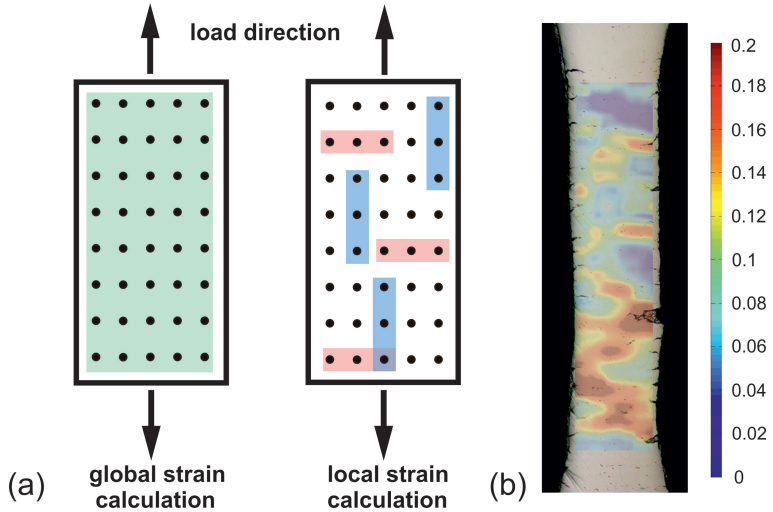 load direction
global strain
calculation
local strain
calculation
(a)
(b)
0.2
0.18
0.16
0.14
0.12
0.1
0.08
0.06
0.04
0.02
0